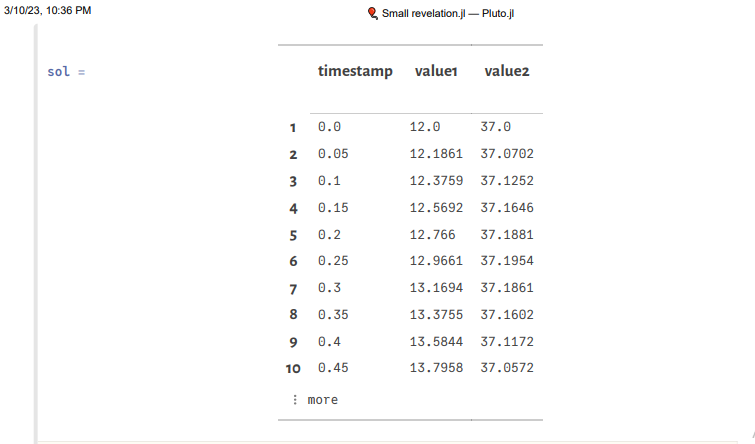 3/10/23, 10:36 PM 🎈 Small revelation.jl — Pluto.jl
sol =
timestamp value1 value2
1 0.0 12.0 37.0
2 0.05 12.1861 37.0702
3 0.1 12.3759 37.1252
4 0.15 12.5692 37.1646
5 0.2 12.766 37.1881
6 0.25 12.9661 37.1954
7 0.3 13.1694 37.1861
8 0.35 13.3755 37.1602
9 0.4 13.5844 37.1172
10 0.45 13.7958 37.0572
⋮ more